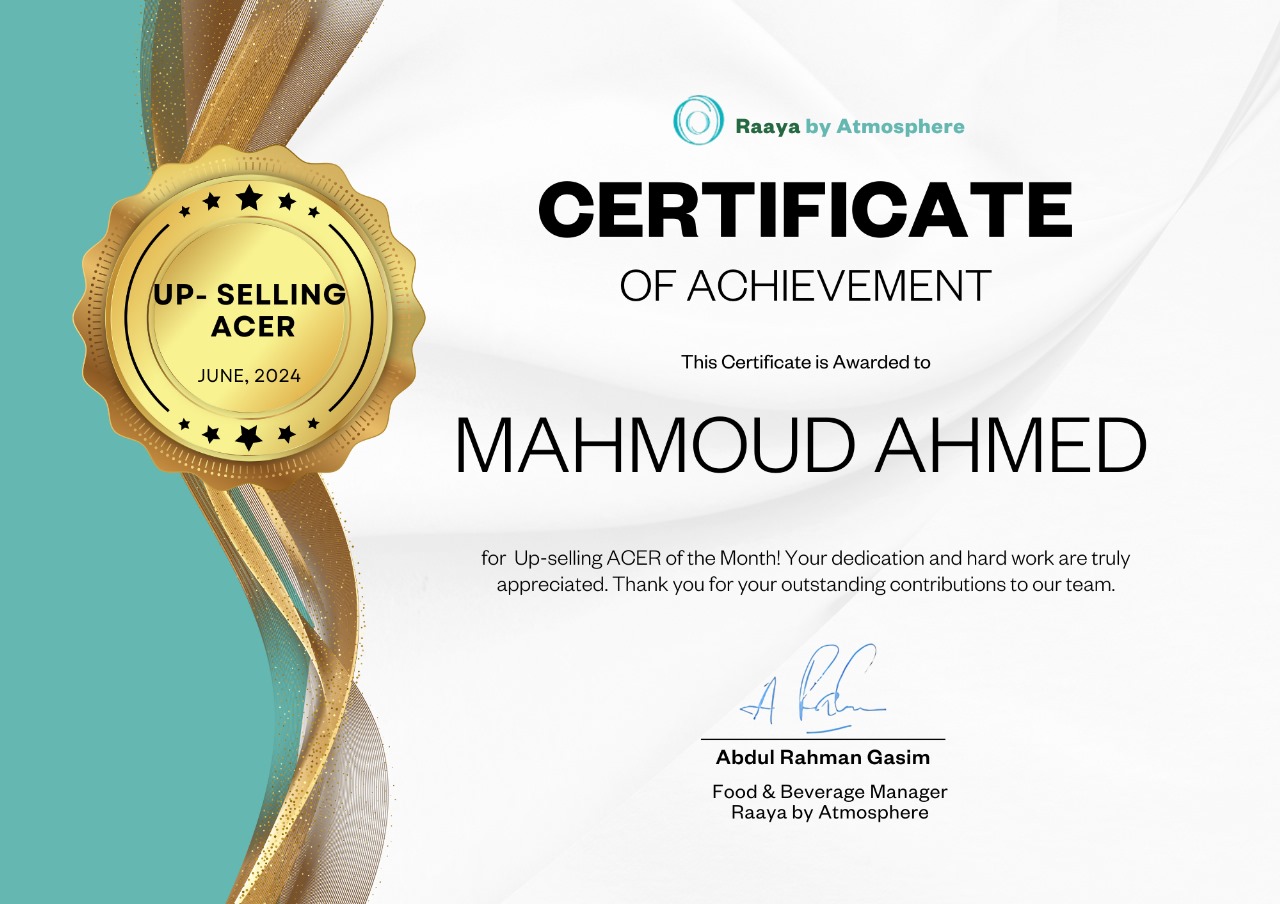 Raaya by Atmosphere
CERTIFICATE
OF ACHIEVEMENT
UP- SELLING
ACER
JUNE, 2024
This Certificate is Awarded to
MAHMOUD AHMED
for Up-selling ACER of the Month! Your dedication and hard work are truly
appreciated. Thank you for your outstanding contributions to our team.
Abdul Rahman Gasim
Food & Beverage Manager
Raaya by Atmosphere